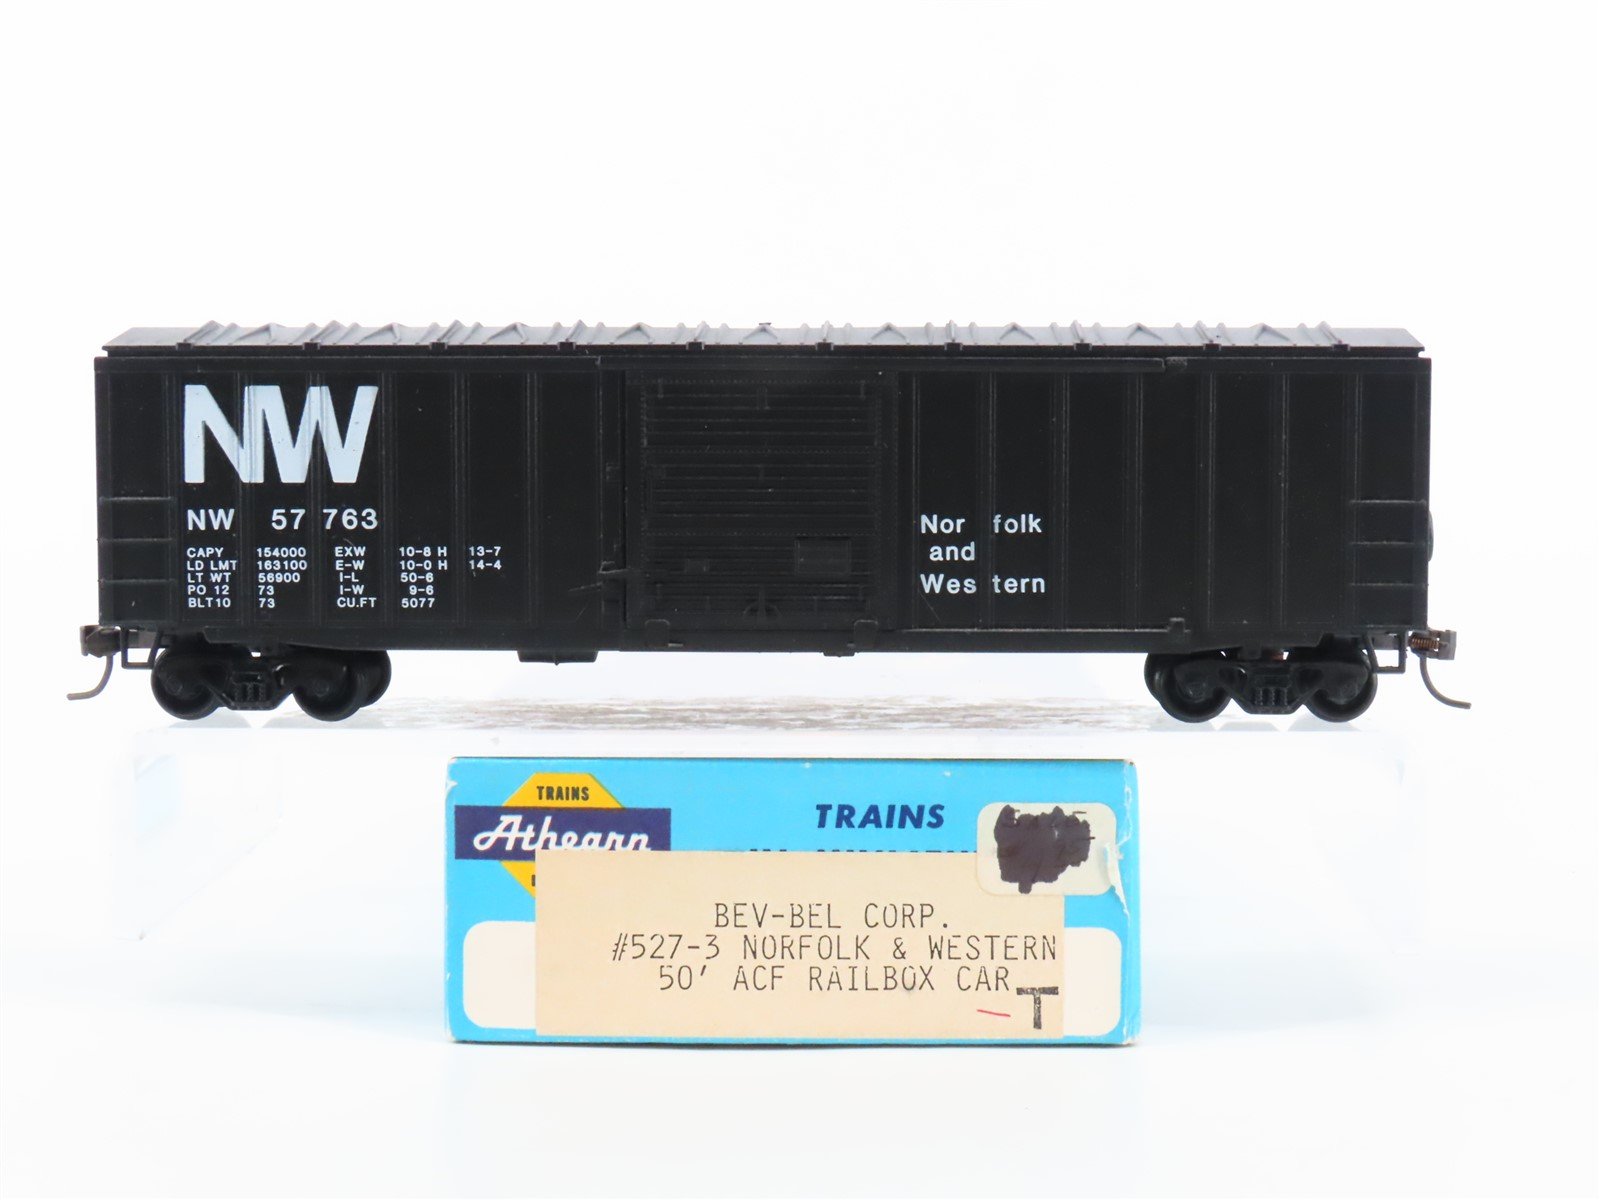 NW
NW 57 763
CAPY 154000 EXW 10-8 H 13-7
LD LMT 163100 E-W 10-0 H 14-4
LT WT 56900 I-L 50-6
PO 12 73 I-W 9-6
BLT10 73 CU.FT 5077
Nor folk
and
Wes tern
TRAINS
Athearn
TRAINS
BEV-BEL CORP.
#527-3 NORFOLK & WESTERN
50' ACF RAILBOX CAR
T